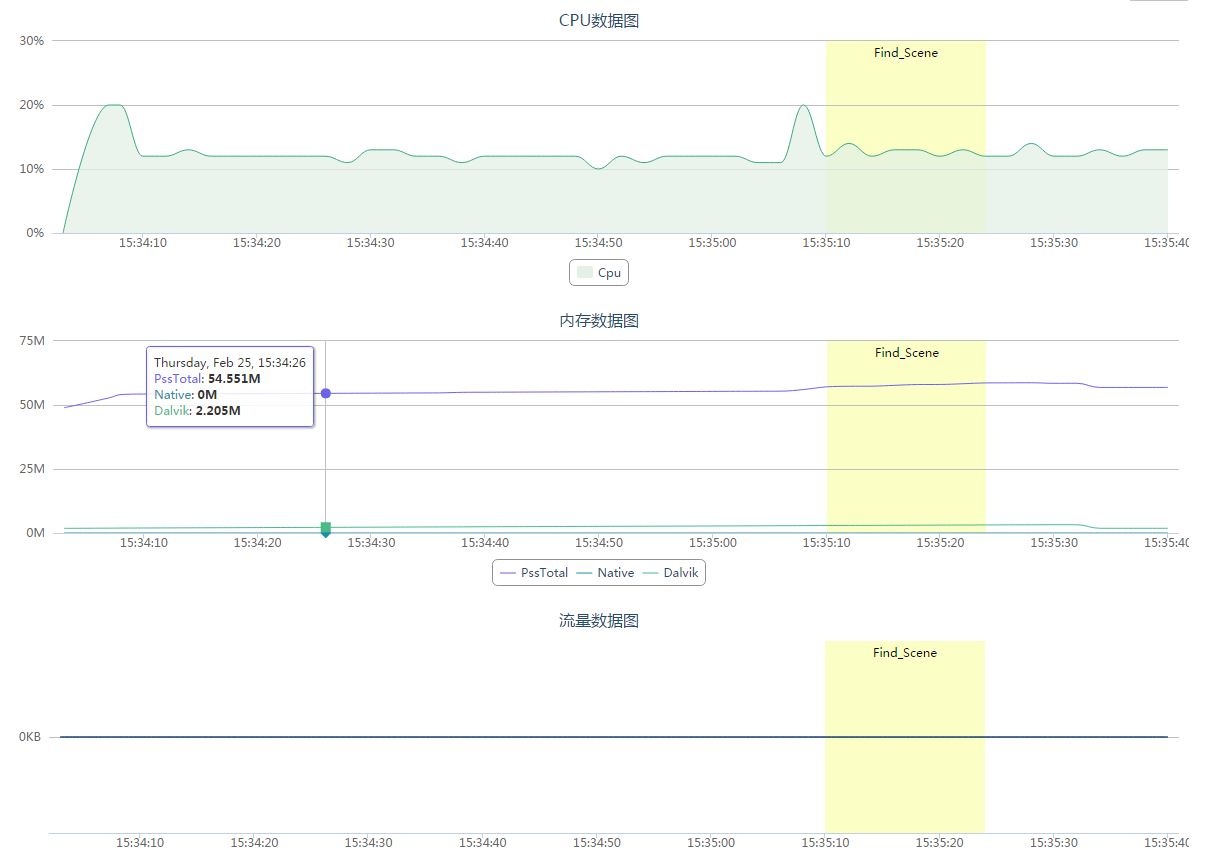 CPU数据图
30%
Find_Scene
20%
10%
0%
15:34:10 15:34:20 15:34:30 15:34:40 15:34:50 15:35:00 15:35:10 15:35:20 15:35:30 15:35:40
Cpu
内存数据图
75M
Find_Scene
Thursday, Feb 25, 15:34:26
PssTotal: 54.551M
Native: 0M
Dalvik: 2.205M
50M
25M
0M
15:34:10 15:34:20 15:34:30 15:34:40 15:34:50 15:35:00 15:35:10 15:35:20 15:35:30 15:35:40
PssTotal Native Dalvik
流量数据图
Find_Scene
0KB
15:34:10 15:34:20 15:34:30 15:34:40 15:34:50 15:35:00 15:35:10 15:35:20 15:35:30 15:35:40